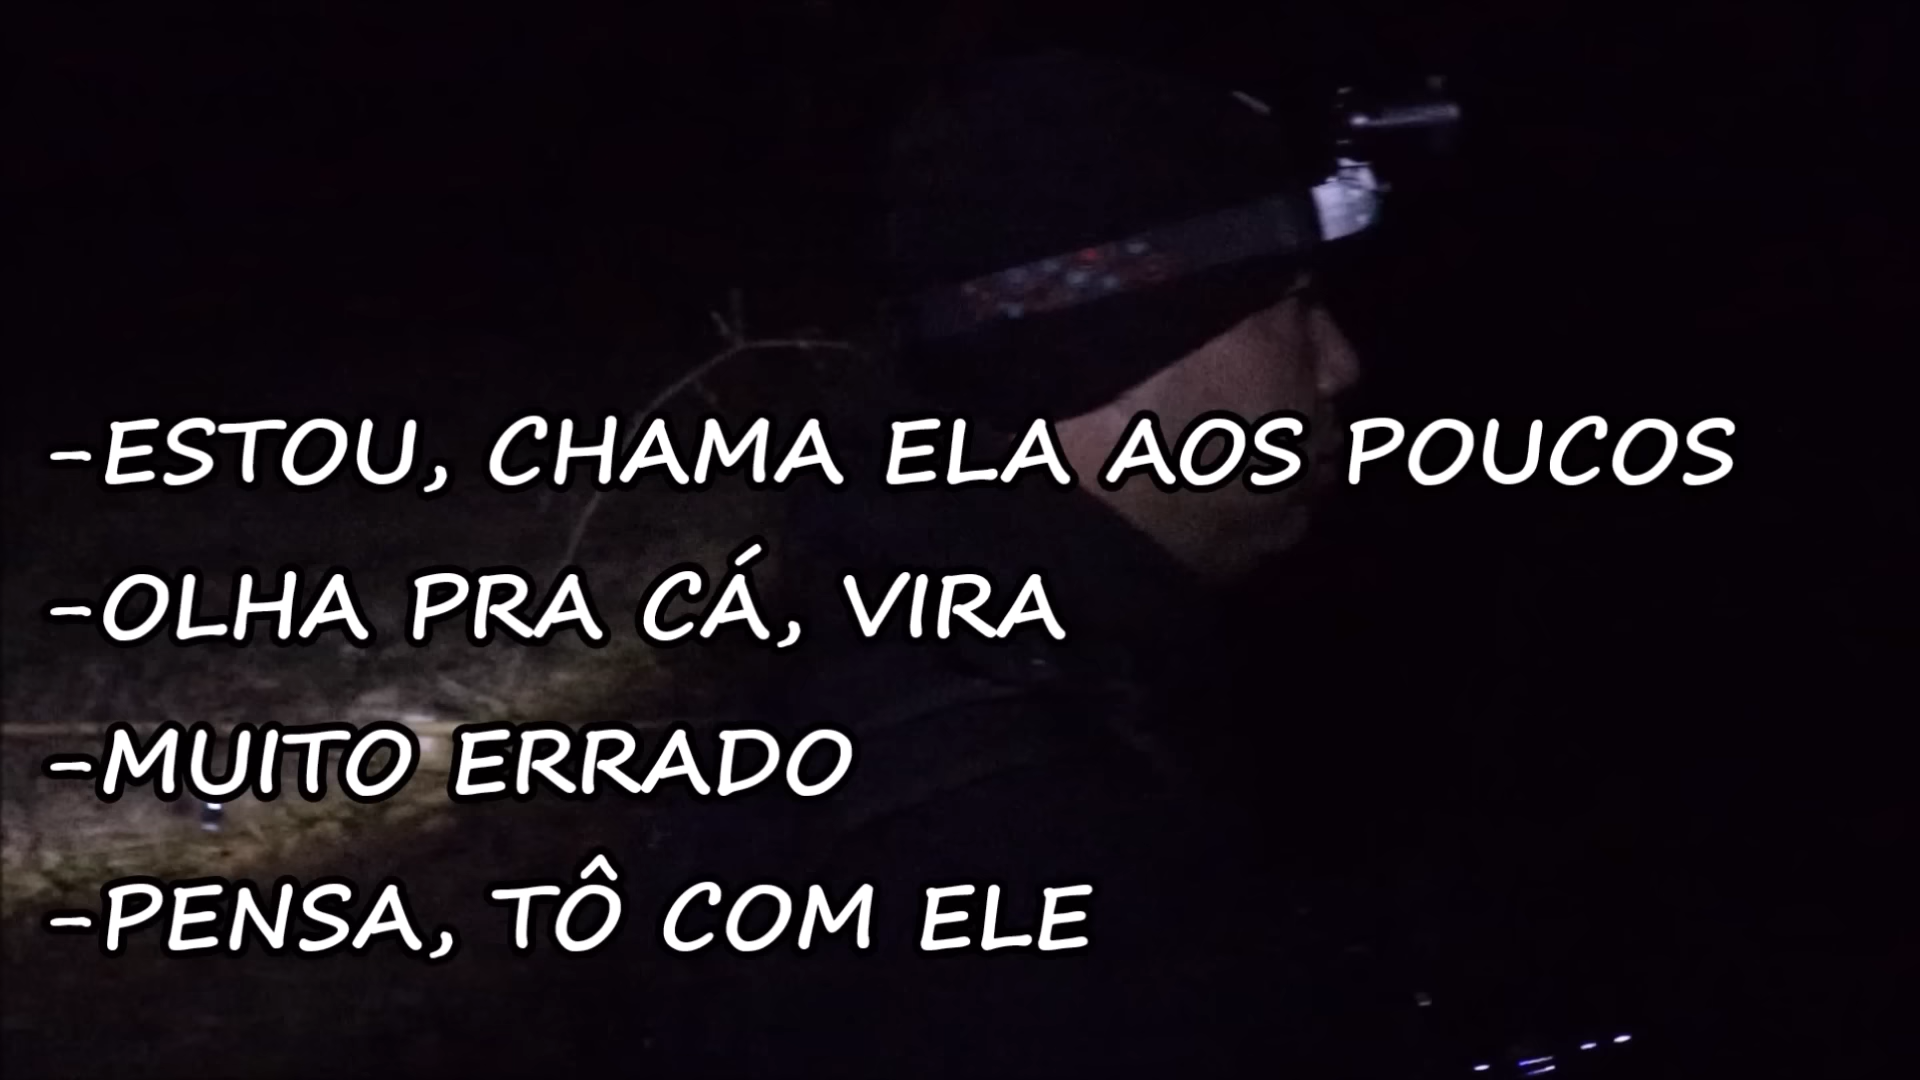 -ESTOU, CHAMA ELA AOS POUCOS
-OLHA PRA CÁ, VIRA
-MUITO ERRADO
-PENSA, TÔ COM ELE